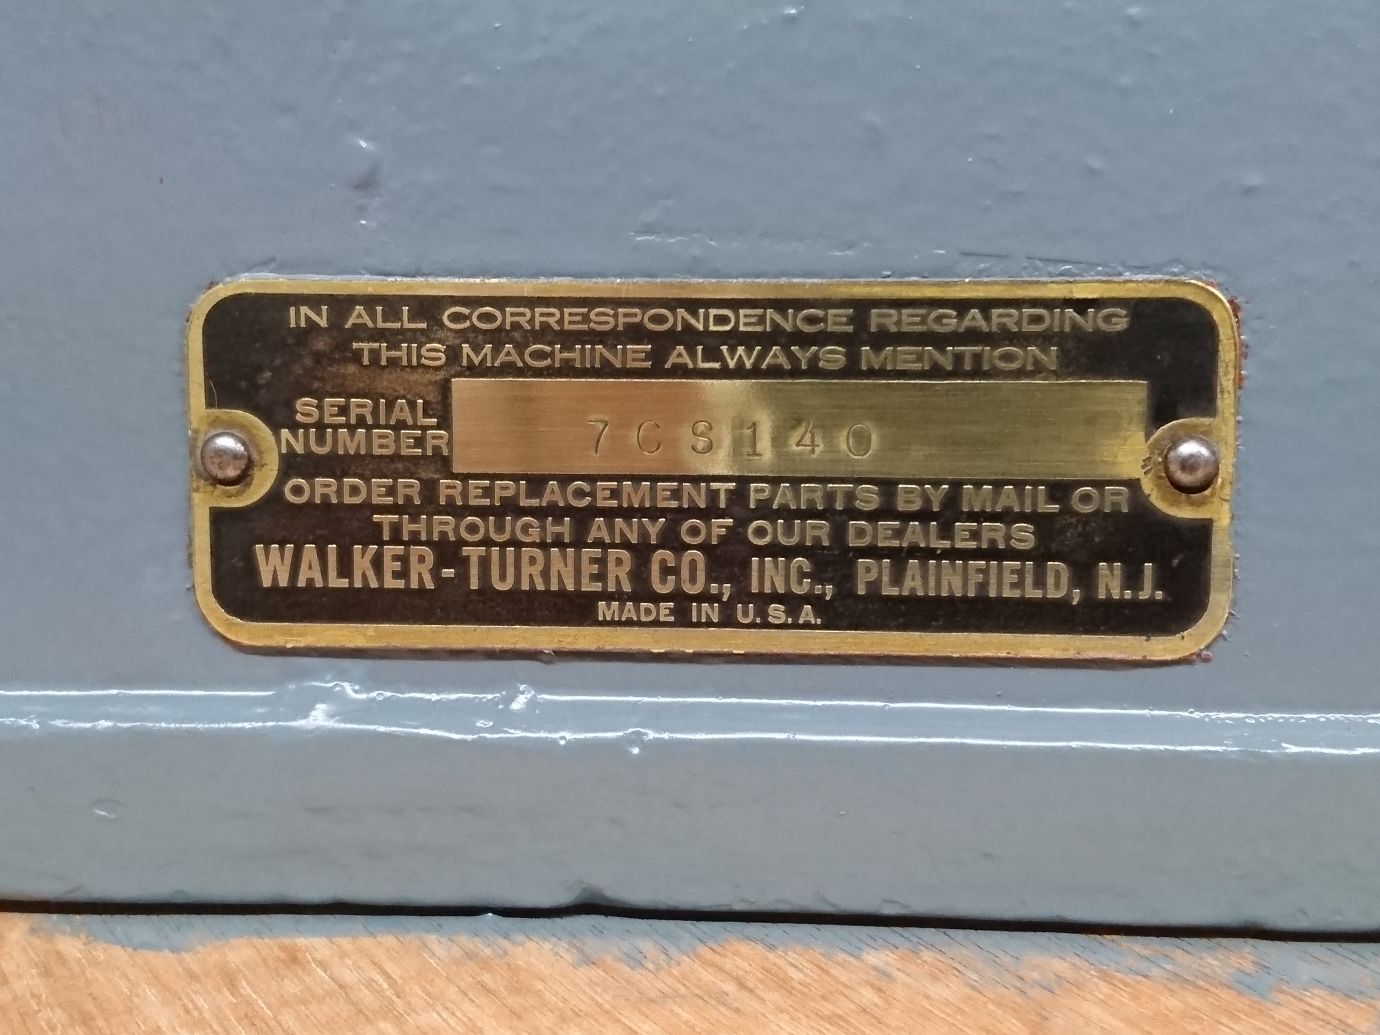 IN ALL CORRESPONDENCE REGARDING
THIS MACHINE ALWAYS MENTION
SERIAL
NUMBER 7CS140
ORDER REPLACEMENT PARTS BY MAIL OR
THROUGH ANY OF OUR DEALERS
WALKER-TURNER CO., INC., PLAINFIELD, N.J.
MADE IN U.S.A.